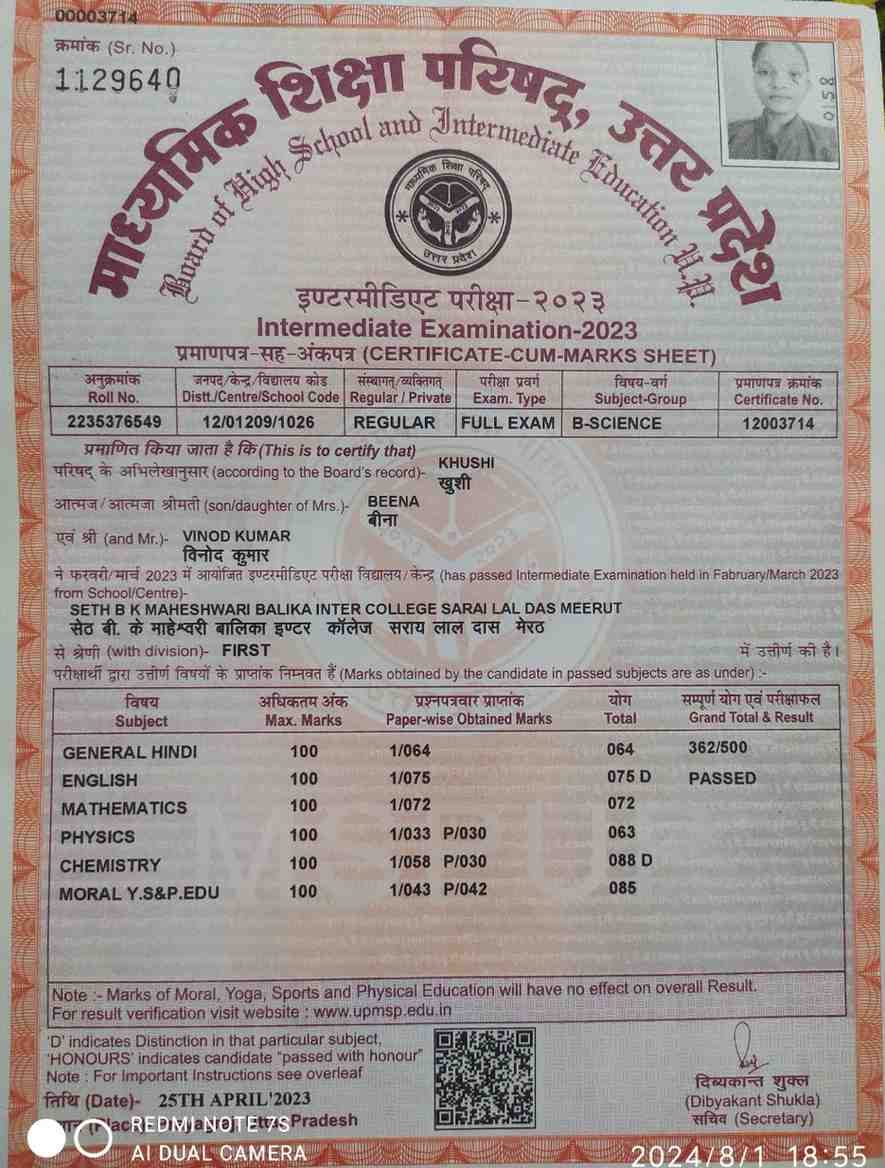 00003714
क्रमांक (Sr. No.)
1129640
0158
माध्यमिक शिक्षा परिषद्, उत्तर प्रदेश
Board of High School and Intermediate Education U.P.
माध्यमिक शिक्षा परिषद्
उत्तर प्रदेश
इण्टरमीडिएट परीक्षा-२०२३
Intermediate Examination-2023
प्रमाणपत्र-सह-अंकपत्र (CERTIFICATE-CUM-MARKS SHEET)
अनुक्रमांक जनपद/केन्द्र/विद्यालय कोड संस्थागत/व्यक्तिगत परीक्षा प्रवर्ग विषय-वर्ग प्रमाणपत्र क्रमांक
Roll No. Distt./Centre/School Code Regular / Private Exam. Type Subject-Group Certificate No.
2235376549 12/01209/1026 REGULAR FULL EXAM B-SCIENCE 12003714
प्रमाणित किया जाता है कि (This is to certify that)
परिषद् के अभिलेखानुसार (according to the Board's record)- KHUSHI
खुशी
आत्मज/आत्मजा श्रीमती (son/daughter of Mrs.)- BEENA
बीना
एवं श्री (and Mr.)- VINOD KUMAR
विनोद कुमार
ने फरवरी/मार्च 2023 में आयोजित इण्टरमीडिएट परीक्षा विद्यालय/केन्द्र (has passed Intermediate Examination held in Fabruary/March 2023
from School/Centre)-
SETH B K MAHESHWARI BALIKA INTER COLLEGE SARAI LAL DAS MEERUT
सेठ बी. के माहेश्वरी बालिका इण्टर कॉलेज सराय लाल दास मेरठ
से श्रेणी (with division)- FIRST में उत्तीर्ण की है।
परीक्षार्थी द्वारा उत्तीर्ण विषयों के प्राप्तांक निम्नवत हैं (Marks obtained by the candidate in passed subjects are as under) :-
विषय अधिकतम अंक प्रश्नपत्रवार प्राप्तांक योग सम्पूर्ण योग एवं परीक्षाफल
Subject Max. Marks Paper-wise Obtained Marks Total Grand Total & Result
GENERAL HINDI 100 1/064 064 362/500
ENGLISH 100 1/075 075 D PASSED
MATHEMATICS 100 1/072 072
PHYSICS 100 1/033 P/030 063
CHEMISTRY 100 1/058 P/030 088 D
MORAL Y.S&P.EDU 100 1/043 P/042 085
Note :- Marks of Moral, Yoga, Sports and Physical Education will have no effect on overall Result.
For result verification visit website : www.upmsp.edu.in
'D' indicates Distinction in that particular subject,
'HONOURS' indicates candidate "passed with honour"
Note : For Important Instructions see overleaf
तिथि (Date)- 25TH APRIL'2023
Pradesh
दिब्यकान्त शुक्ल
(Dibyakant Shukla)
सचिव (Secretary)
REDMI NOTE 7S
AI DUAL CAMERA
2024/8/1 18:55